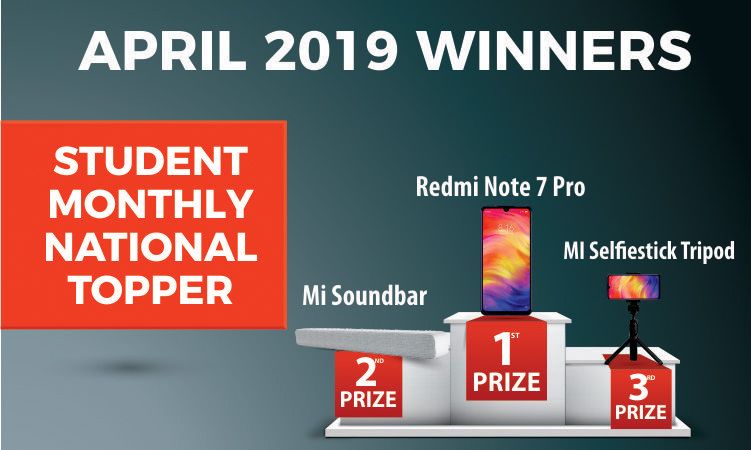 APRIL 2019 WINNERS
STUDENT
MONTHLY
NATIONAL
TOPPER
Redmi Note 7 Pro
MI Selfiestick Tripod
Mi Soundbar
1ST
PRIZE
2ND
PRIZE
3RD
PRIZE